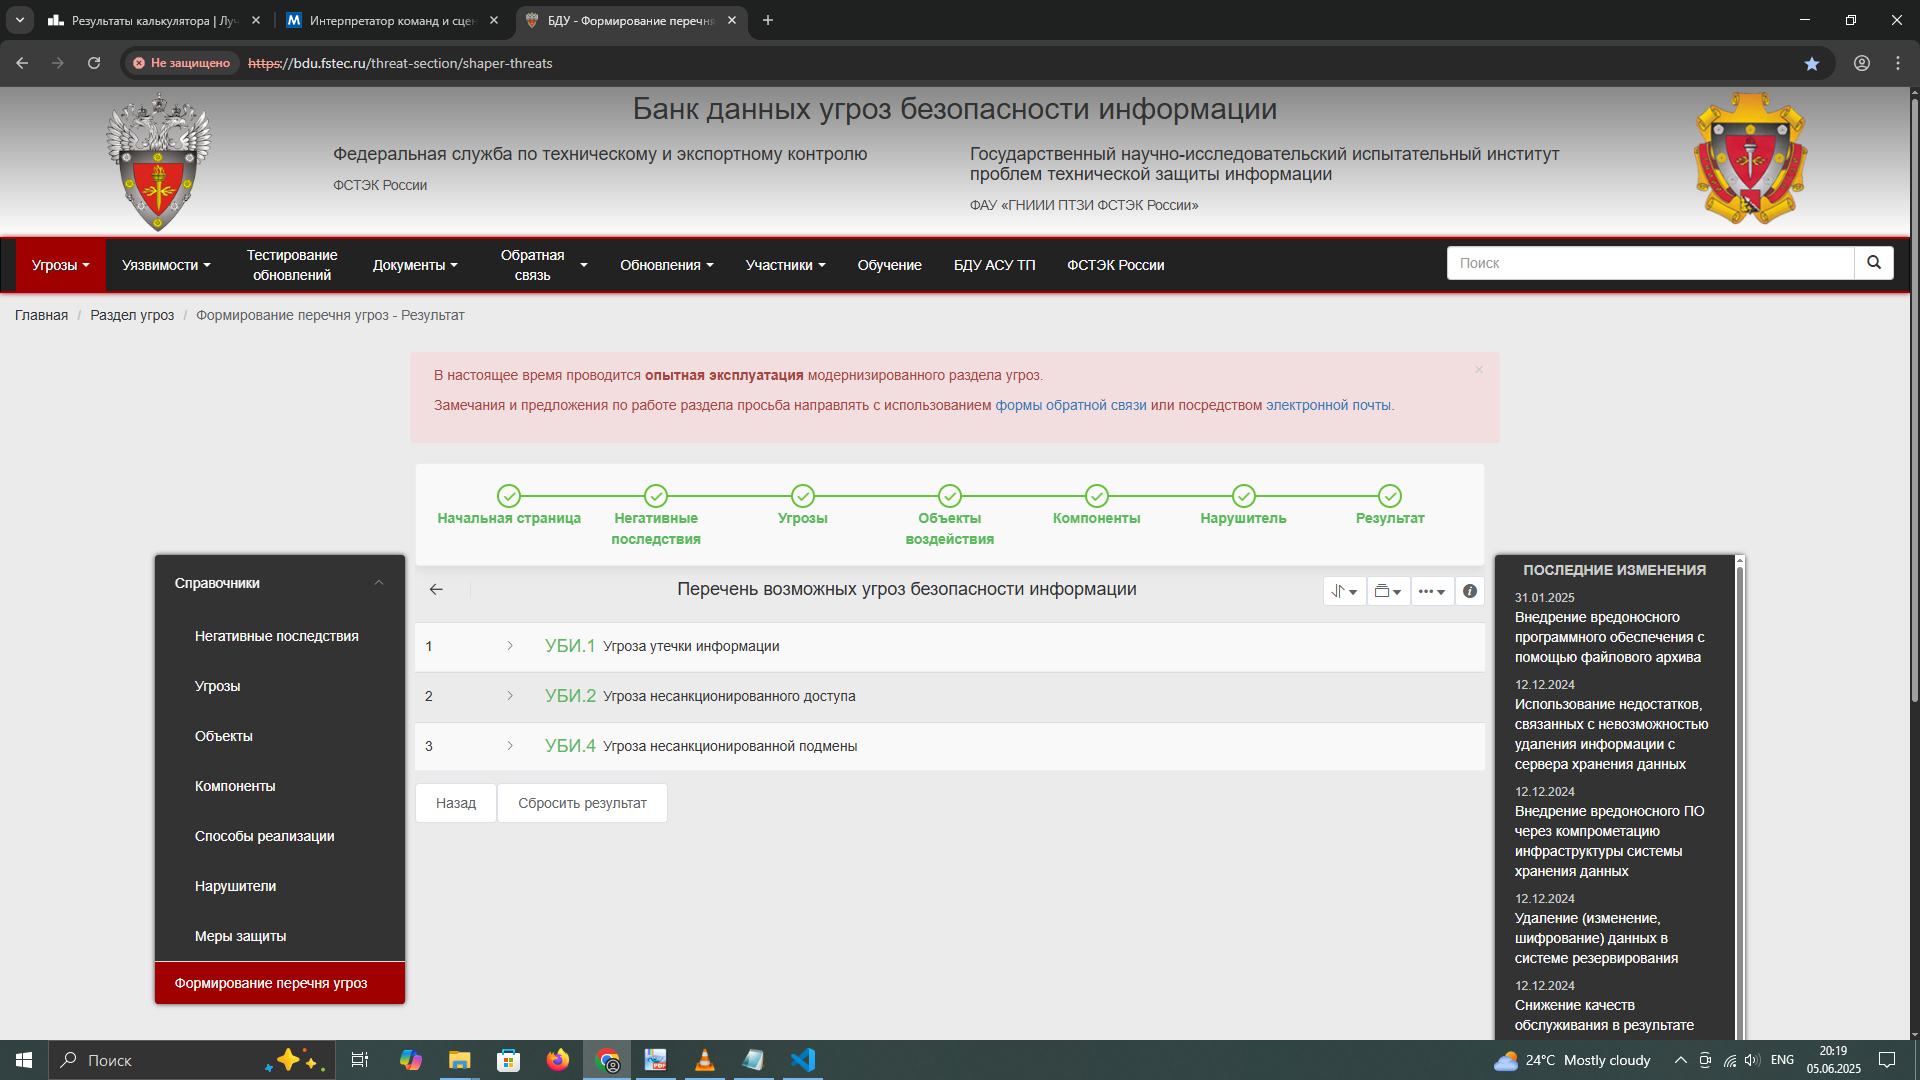 Результаты калькулятора | Луч
Интерпретатор команд и сцен
БДУ - Формирование перечня
Не защищено
https://bdu.fstec.ru/threat-section/shaper-threats
Банк данных угроз безопасности информации
Федеральная служба по техническому и экспортному контролю
ФСТЭК России
Государственный научно-исследовательский испытательный институт
проблем технической защиты информации
ФАУ «ГНИИИ ПТЗИ ФСТЭК России»
Угрозы
Уязвимости
Тестирование
обновлений
Документы
Обратная
связь
Обновления
Участники
Обучение
БДУ АСУ ТП
ФСТЭК России
Поиск
Главная / Раздел угроз / Формирование перечня угроз - Результат
В настоящее время проводится опытная эксплуатация модернизированного раздела угроз.
Замечания и предложения по работе раздела просьба направлять с использованием формы обратной связи или посредством электронной почты.
Начальная страница
Негативные
последствия
Угрозы
Объекты
воздействия
Компоненты
Нарушитель
Результат
Справочники
Негативные последствия
Угрозы
Объекты
Компоненты
Способы реализации
Нарушители
Меры защиты
Формирование перечня угроз
Перечень возможных угроз безопасности информации
1 УБИ.1 Угроза утечки информации
2 УБИ.2 Угроза несанкционированного доступа
3 УБИ.4 Угроза несанкционированной подмены
Назад
Сбросить результат
ПОСЛЕДНИЕ ИЗМЕНЕНИЯ
31.01.2025
Внедрение вредоносного
программного обеспечения с
помощью файлового архива
12.12.2024
Использование недостатков,
связанных с невозможностью
удаления информации с
сервера хранения данных
12.12.2024
Внедрение вредоносного ПО
через компрометацию
инфраструктуры системы
хранения данных
12.12.2024
Удаление (изменение,
шифрование) данных в
системе резервирования
12.12.2024
Снижение качеств
обслуживания в результате
Поиск
24°C Mostly cloudy
ENG
20:19
05.06.2025